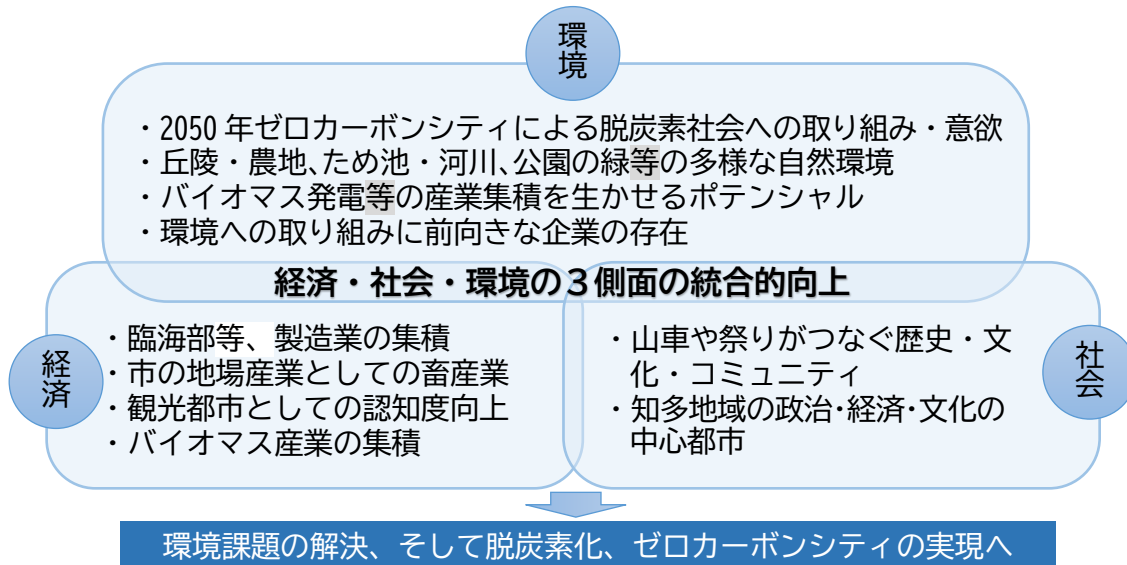 環境
・2050年ゼロカーボンシティによる脱炭素社会への取り組み・意欲
・丘陵・農地、ため池・河川、公園の緑等の多様な自然環境
・バイオマス発電等の産業集積を生かせるポテンシャル
・環境への取り組みに前向きな企業の存在
経済・社会・環境の３側面の統合的向上
経済
・臨海部等、製造業の集積
・市の地場産業としての畜産業
・観光都市としての認知度向上
・バイオマス産業の集積
社会
・山車や祭りがつなぐ歴史・文
化・コミュニティ
・知多地域の政治・経済・文化の
中心都市
環境課題の解決、そして脱炭素化、ゼロカーボンシティの実現へ